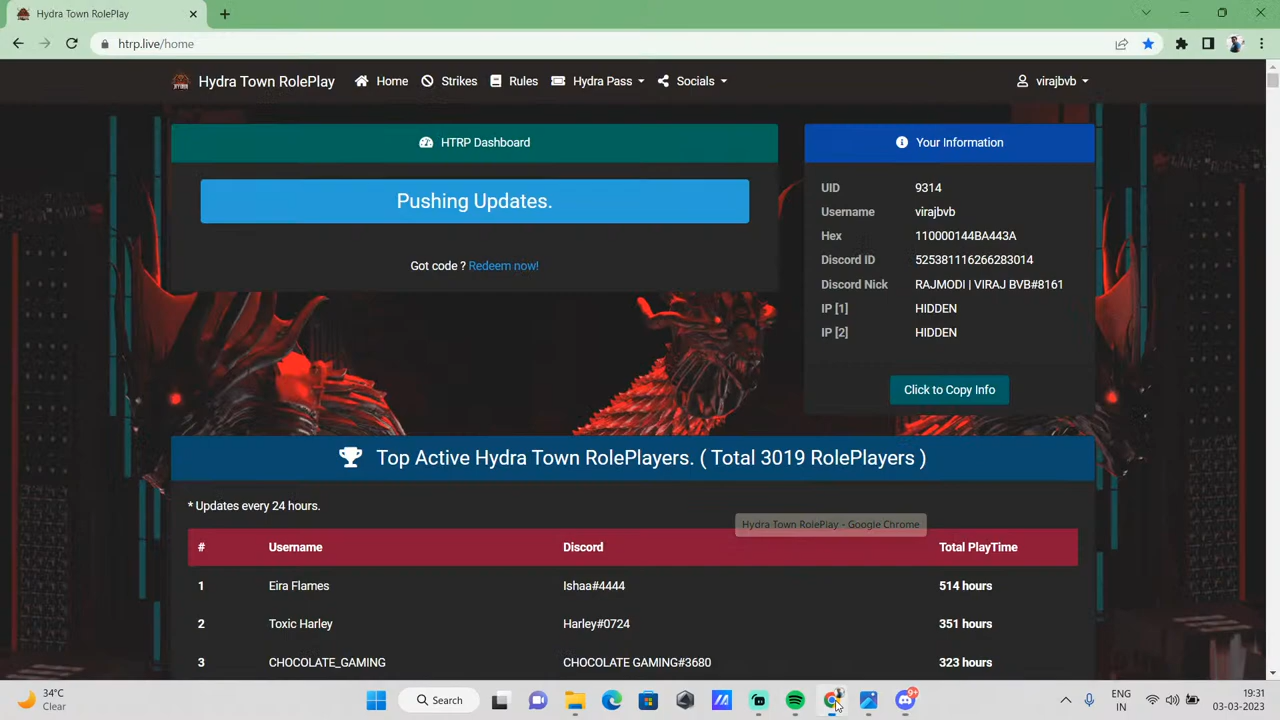 Hydra Town RolePlay
htrp.live/home
Hydra Town RolePlay Home Strikes Rules Hydra Pass Socials virajbvb
HTRP Dashboard
Pushing Updates.
Got code ? Redeem now!
Your Information
UID 9314
Username virajbvb
Hex 110000144BA443A
Discord ID 525381116266283014
Discord Nick RAJMODI | VIRAJ BVB#8161
IP [1] HIDDEN
IP [2] HIDDEN
Click to Copy Info
Top Active Hydra Town RolePlayers. ( Total 3019 RolePlayers )
* Updates every 24 hours.
Hydra Town RolePlay - Google Chrome
# Username Discord Total PlayTime
1 Eira Flames Ishaa#4444 514 hours
2 Toxic Harley Harley#0724 351 hours
3 CHOCOLATE_GAMING CHOCOLATE GAMING#3680 323 hours
34°C
Clear
Search
ENG
IN
19:31
03-03-2023